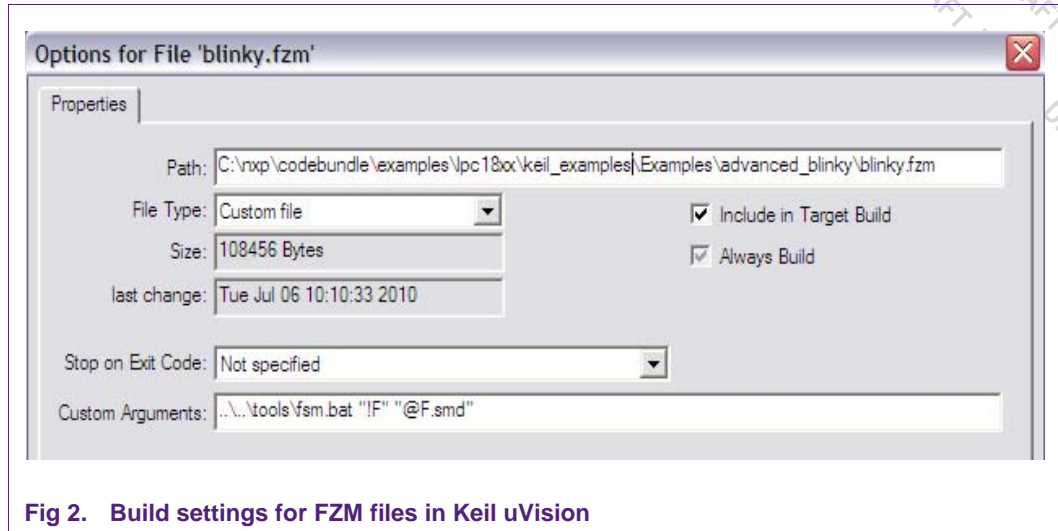 Options for File 'blinky.fzm'
Properties
Path: C:\nxp\codebundle\examples\lpc18xx\keil_examples\Examples\advanced_blinky\blinky.fzm
File Type: Custom file
Include in Target Build
Size: 108456 Bytes
Always Build
last change: Tue Jul 06 10:10:33 2010
Stop on Exit Code: Not specified
Custom Arguments: ..\..\tools\fsm.bat "!F" "@F.smd"
Fig 2. Build settings for FZM files in Keil uVision